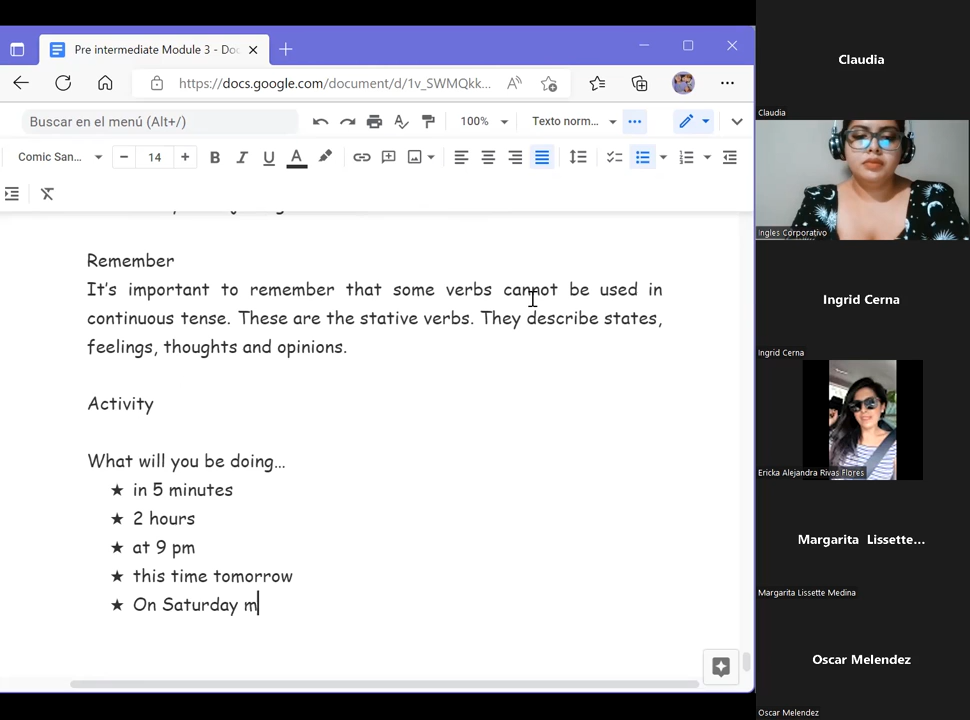 Pre intermediate Module 3 - Doc
https://docs.google.com/document/d/1v_SWMQkk...
Buscar en el menú (Alt+/)
100%
Texto norm...
Comic San...
14
Remember
It's important to remember that some verbs cannot be used in
continuous tense. These are the stative verbs. They describe states,
feelings, thoughts and opinions.
Activity
What will you be doing...
★ in 5 minutes
★ 2 hours
★ at 9 pm
★ this time tomorrow
★ On Saturday m
Claudia
Claudia
Ingles Corporativo
Ingrid Cerna
Ingrid Cerna
Ericka Alejandra Rivas Flores
Margarita Lissette...
Margarita Lissette Medina
Oscar Melendez
Oscar Melendez